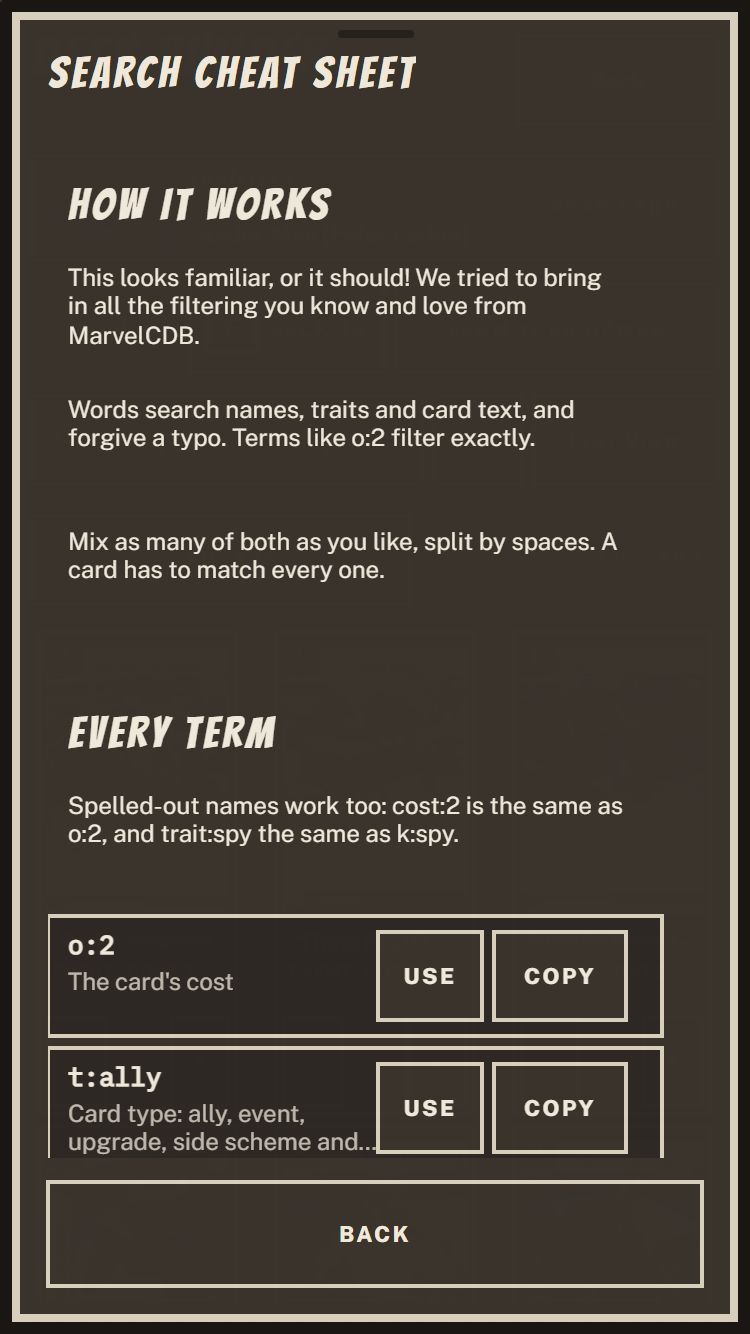 SEARCH CHEAT SHEET
HOW IT WORKS
This looks familiar, or it should! We tried to bring
in all the filtering you know and love from
MarvelCDB.
Words search names, traits and card text, and
forgive a typo. Terms like o:2 filter exactly.
Mix as many of both as you like, split by spaces. A
card has to match every one.
EVERY TERM
Spelled-out names work too: cost:2 is the same as
o:2, and trait:spy the same as k:spy.
o:2
The card's cost
USE
COPY
t:ally
Card type: ally, event,
upgrade, side scheme and...
USE
COPY
BACK